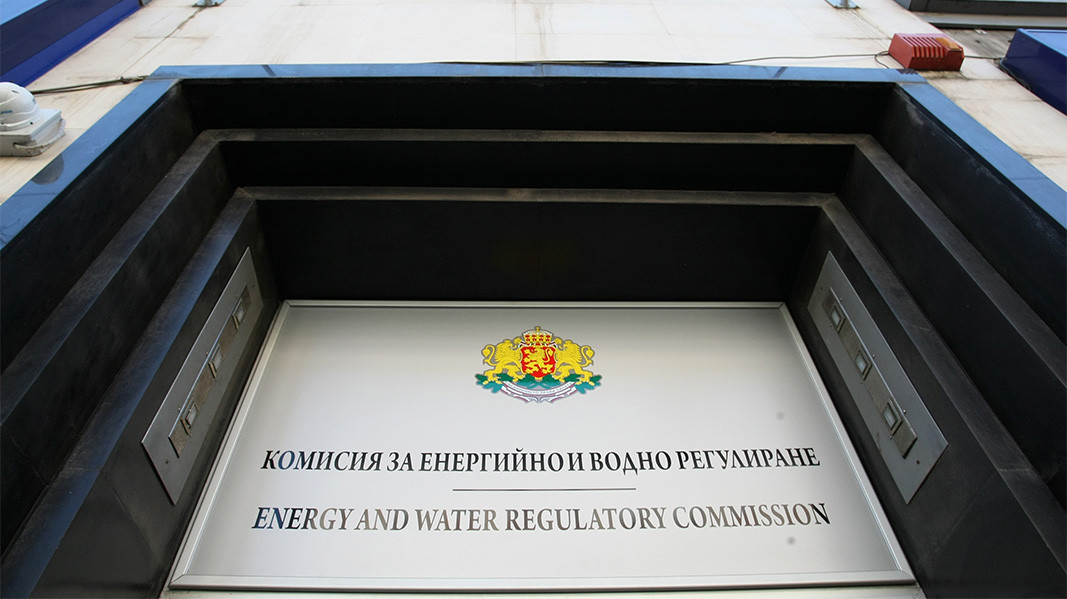 КОМИСИЯ ЗА ЕНЕРГИЙНО И ВОДНО РЕГУЛИРАНЕ
ENERGY AND WATER REGULATORY COMMISSION